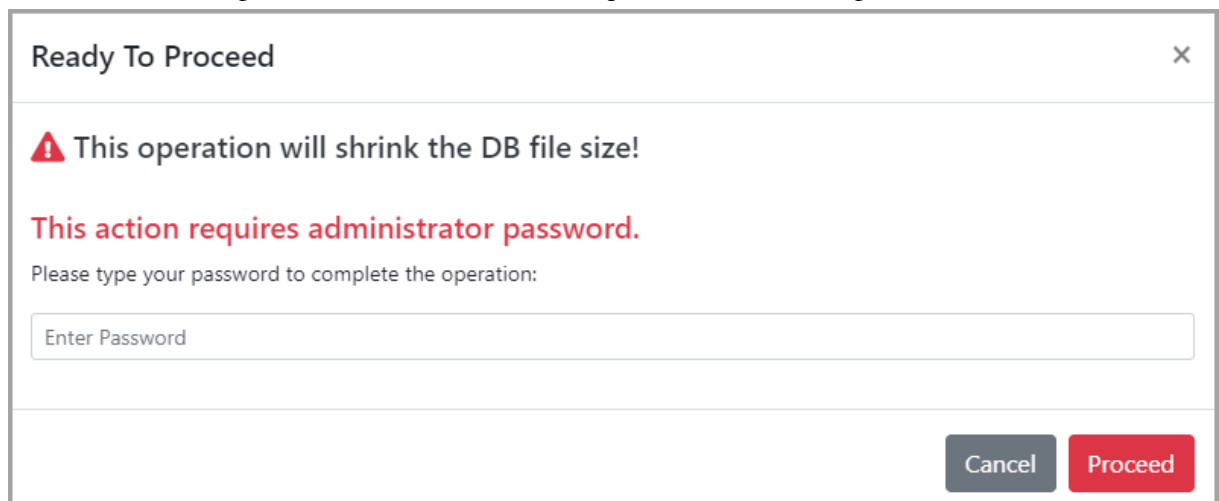 Ready To Proceed ×
This operation will shrink the DB file size!
This action requires administrator password.
Please type your password to complete the operation:
Enter Password
Cancel Proceed